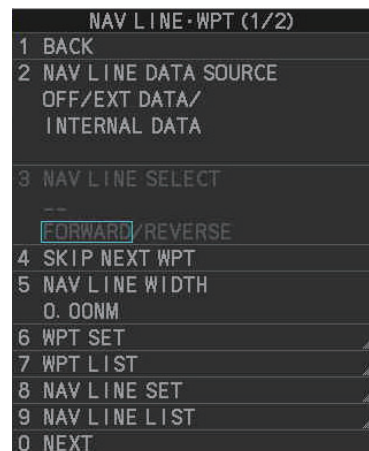 NAV LINE·WPT (1/2)
1 BACK
2 NAV LINE DATA SOURCE
OFF/EXT DATA/
INTERNAL DATA
3 NAV LINE SELECT
--
FORWARD/REVERSE
4 SKIP NEXT WPT
5 NAV LINE WIDTH
0.00NM
6 WPT SET
7 WPT LIST
8 NAV LINE SET
9 NAV LINE LIST
0 NEXT